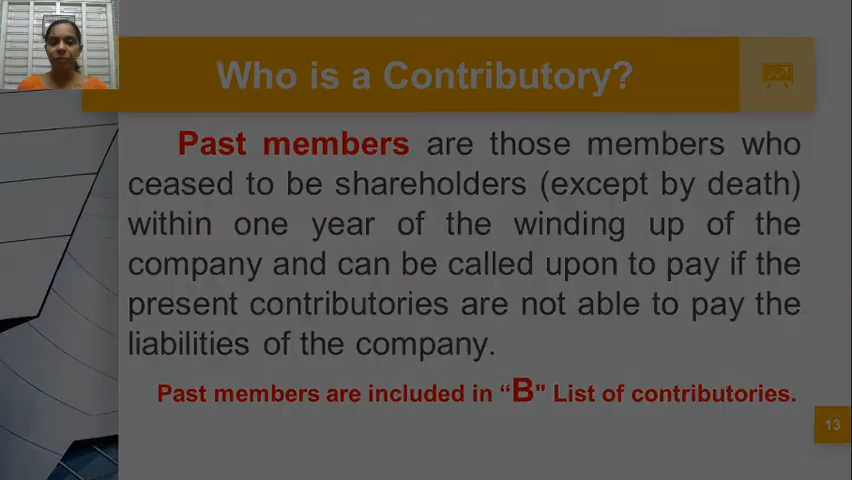 Who is a Contributory?
Past members are those members who
ceased to be shareholders (except by death)
within one year of the winding up of the
company and can be called upon to pay if the
present contributories are not able to pay the
liabilities of the company.
Past members are included in “B" List of contributories.
13